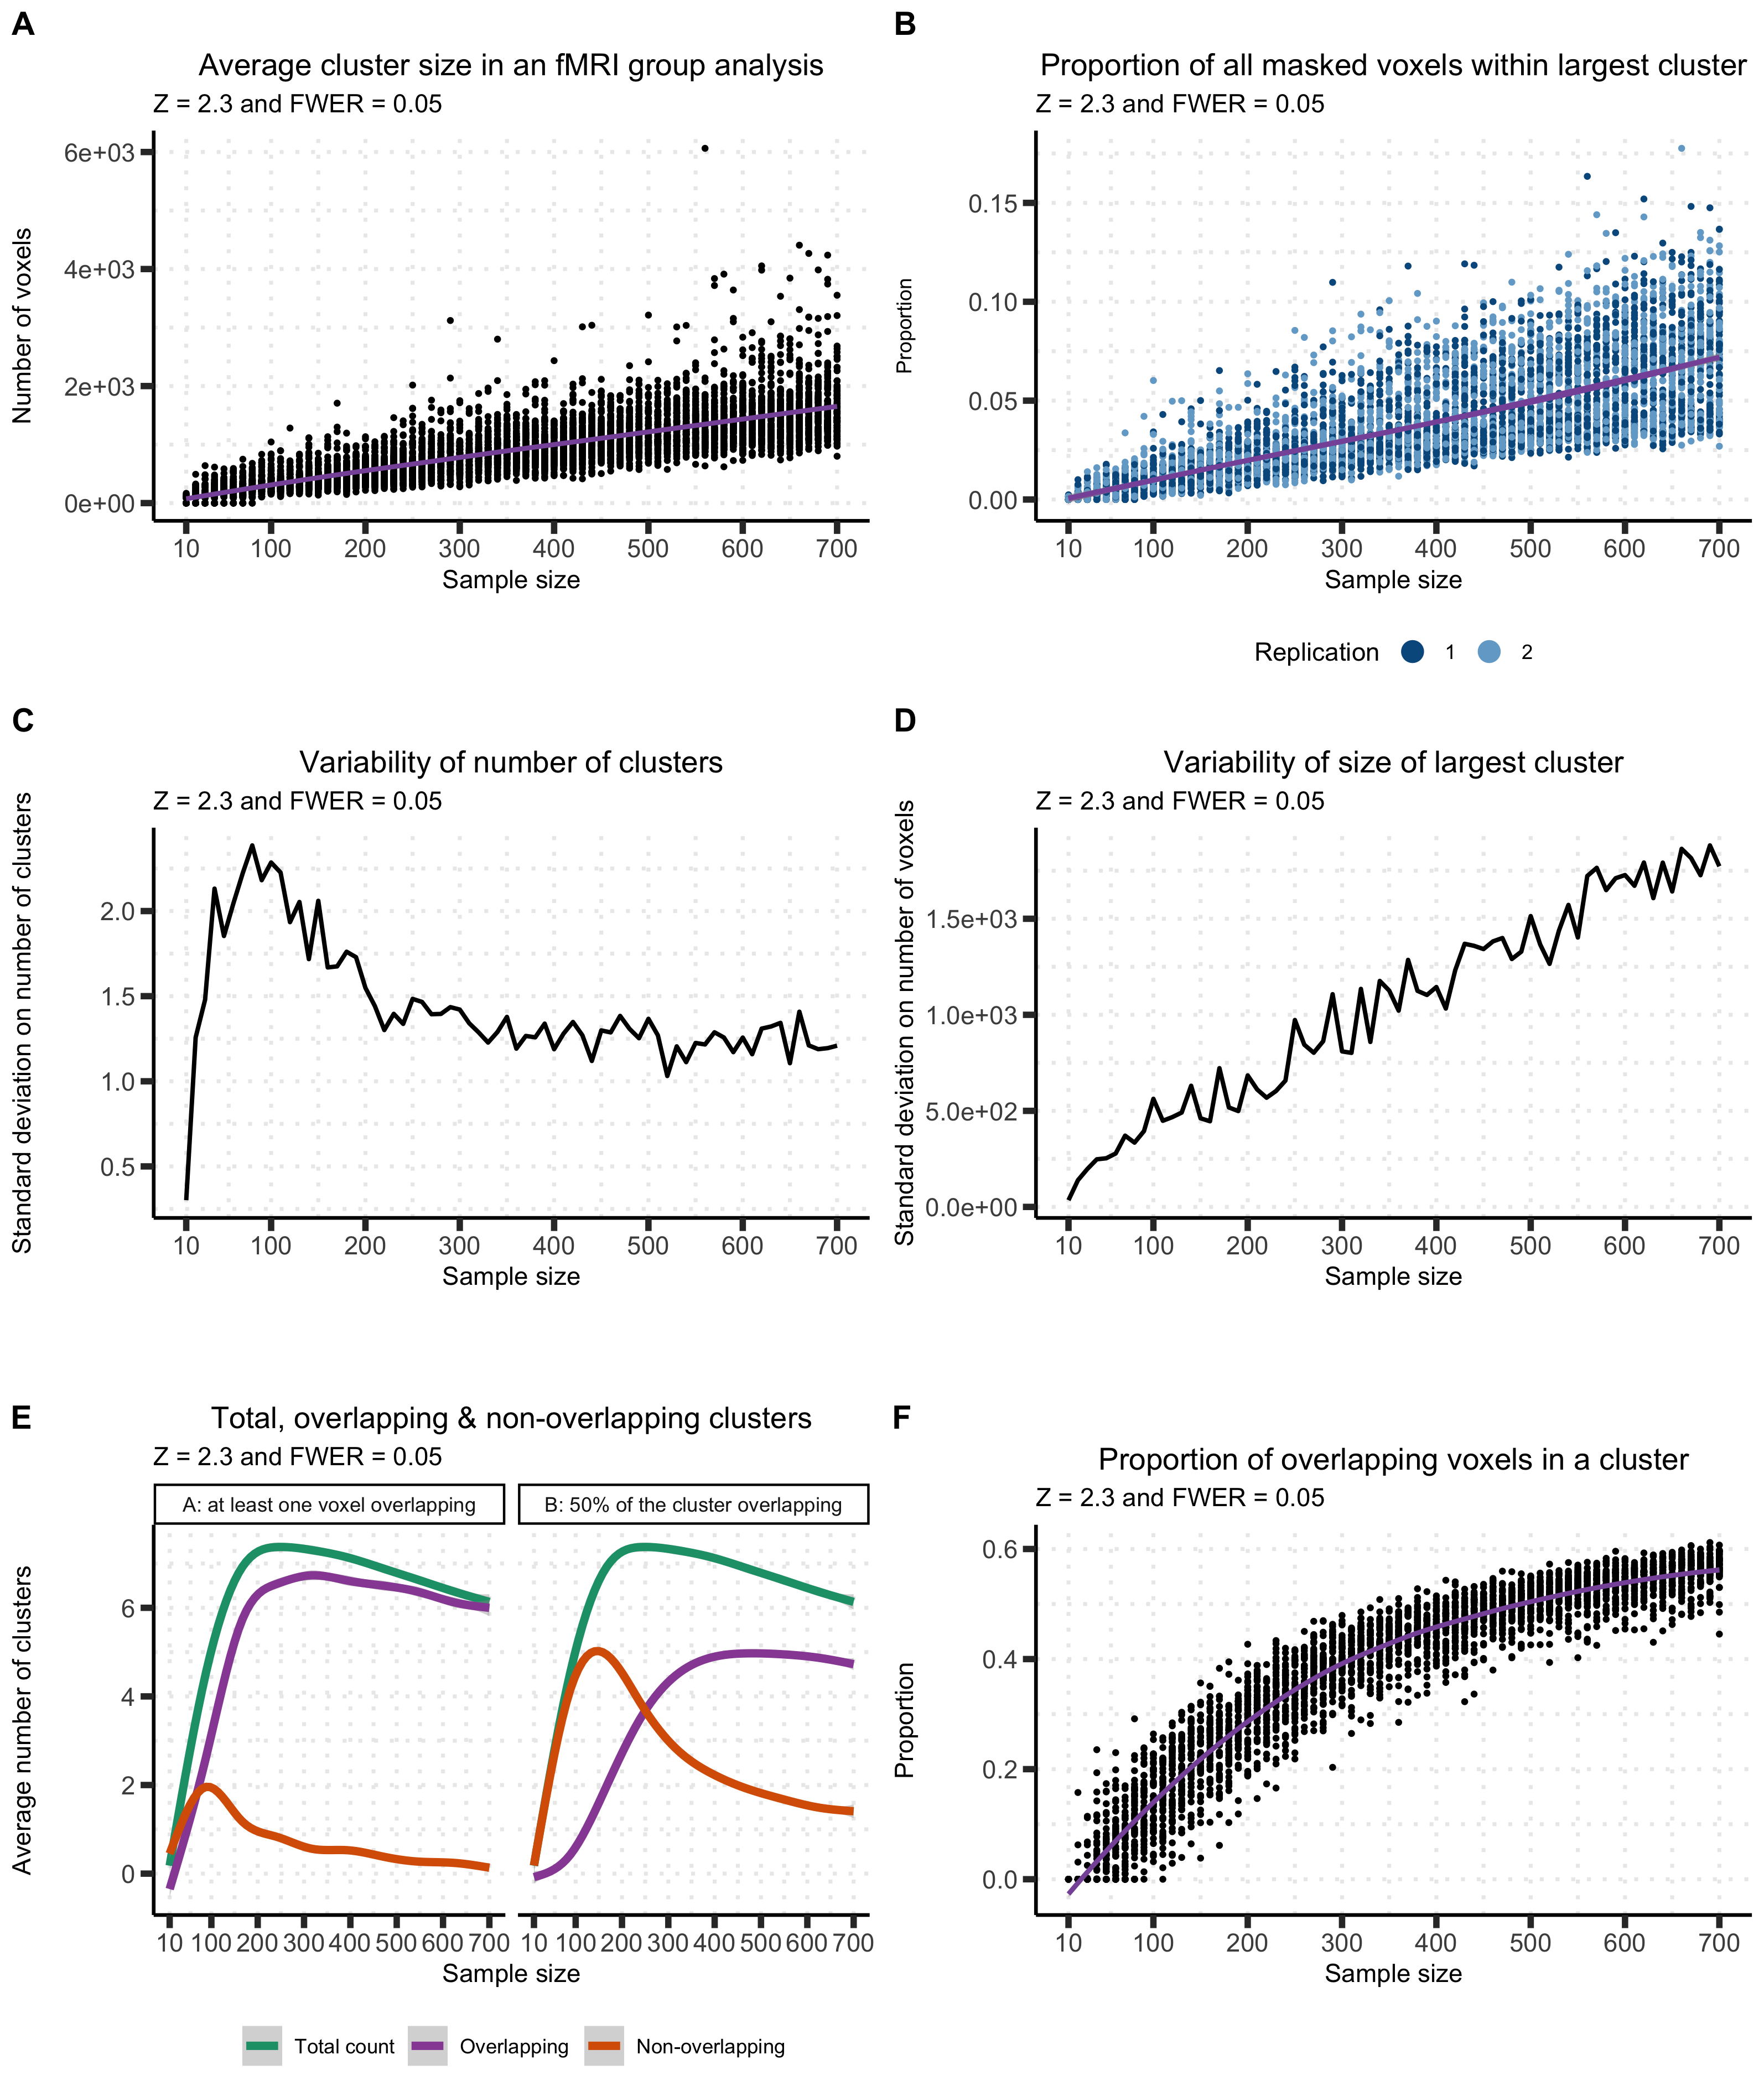 A
Average cluster size in an fMRI group analysis
Z = 2.3 and FWER = 0.05
Number of voxels
6e+03
4e+03
2e+03
0e+00
10 100 200 300 400 500 600 700
Sample size
B
Proportion of all masked voxels within largest cluster
Z = 2.3 and FWER = 0.05
Proportion
0.15
0.10
0.05
0.00
10 100 200 300 400 500 600 700
Sample size
Replication 1 2
C
Variability of number of clusters
Z = 2.3 and FWER = 0.05
Standard deviation on number of clusters
2.0
1.5
1.0
0.5
10 100 200 300 400 500 600 700
Sample size
D
Variability of size of largest cluster
Z = 2.3 and FWER = 0.05
Standard deviation on number of voxels
1.5e+03
1.0e+03
5.0e+02
0.0e+00
10 100 200 300 400 500 600 700
Sample size
E
Total, overlapping & non-overlapping clusters
Z = 2.3 and FWER = 0.05
A: at least one voxel overlapping
B: 50% of the cluster overlapping
Average number of clusters
6
4
2
0
10 100 200 300 400 500 600 700
10 100 200 300 400 500 600 700
Sample size
Total count Overlapping Non-overlapping
F
Proportion of overlapping voxels in a cluster
Z = 2.3 and FWER = 0.05
Proportion
0.6
0.4
0.2
0.0
10 100 200 300 400 500 600 700
Sample size